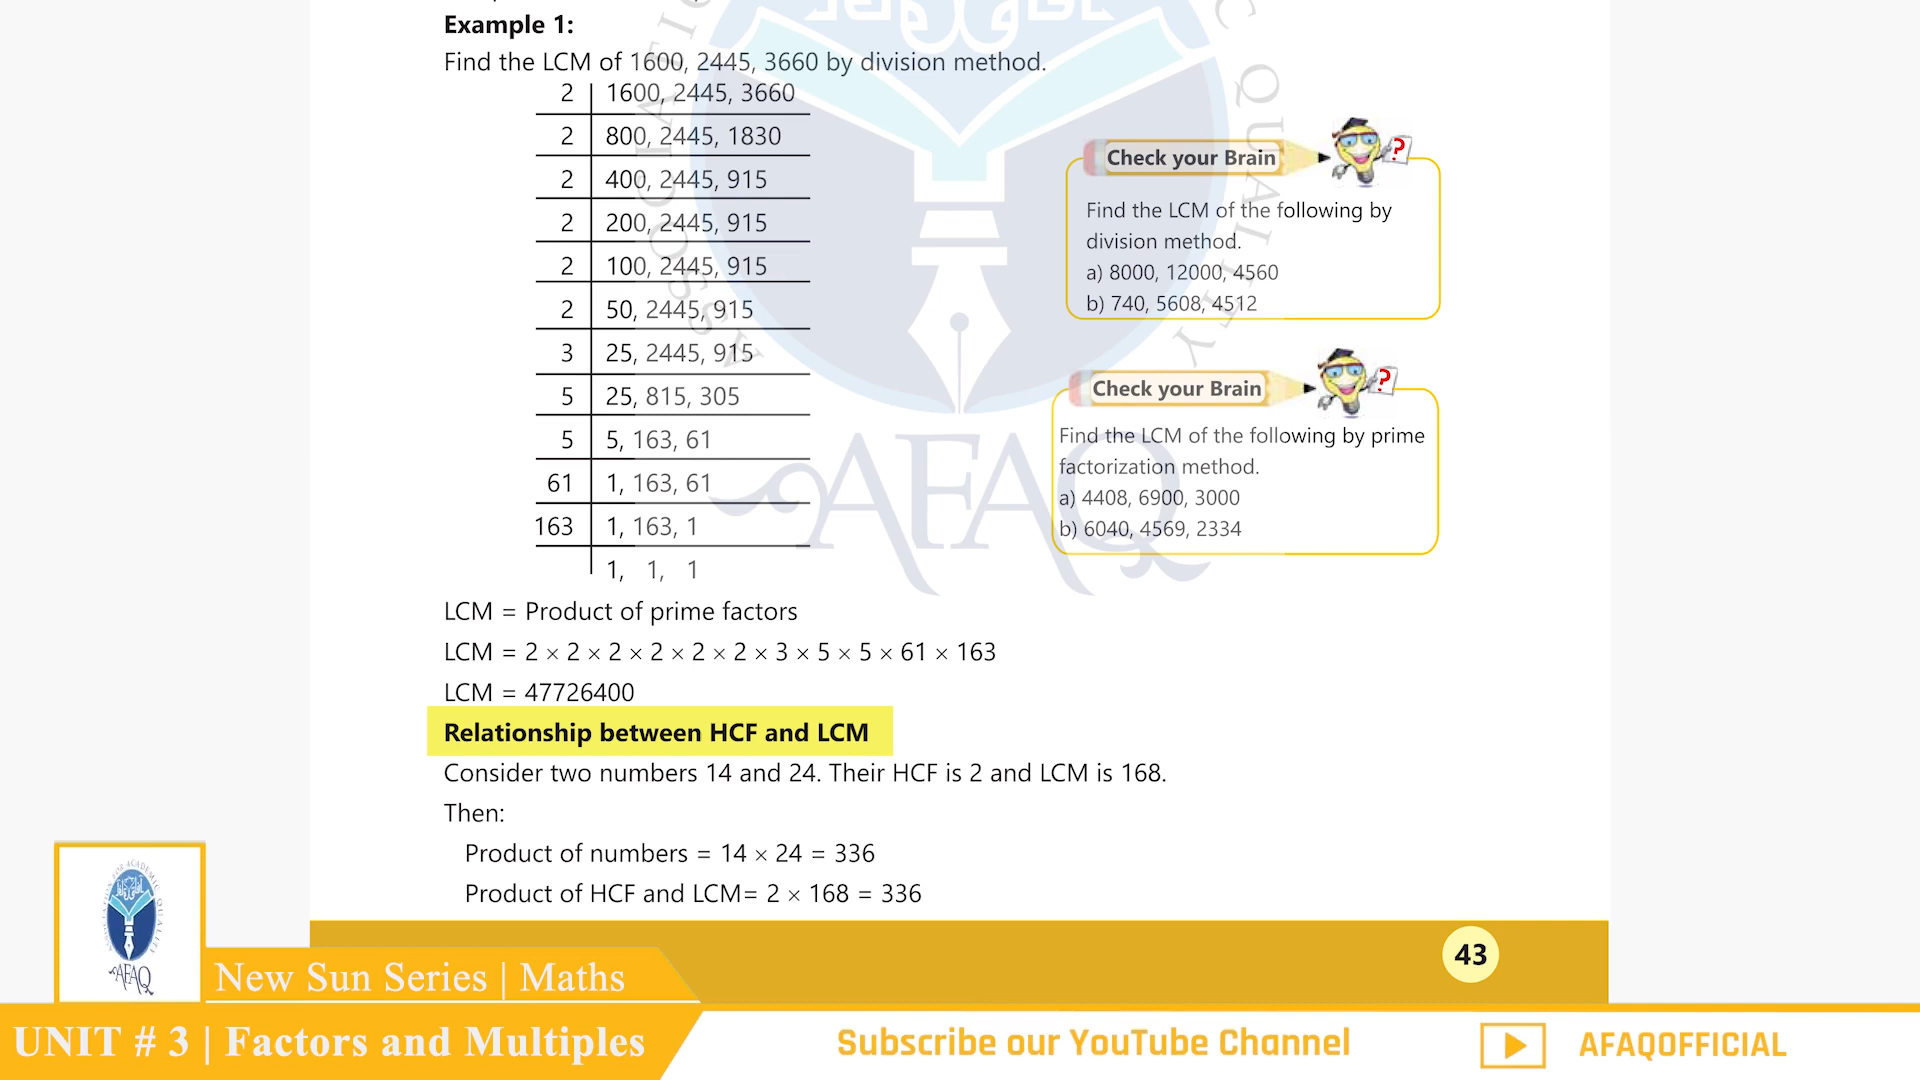 Example 1:
Find the LCM of 1600, 2445, 3660 by division method.
2 | 1600, 2445, 3660
2 | 800, 2445, 1830
2 | 400, 2445, 915
2 | 200, 2445, 915
2 | 100, 2445, 915
2 | 50, 2445, 915
3 | 25, 2445, 915
5 | 25, 815, 305
5 | 5, 163, 61
61 | 1, 163, 61
163 | 1, 163, 1
1, 1, 1
Check your Brain
?
Find the LCM of the following by
division method.
a) 8000, 12000, 4560
b) 740, 5608, 4512
Check your Brain
?
Find the LCM of the following by prime
factorization method.
a) 4408, 6900, 3000
b) 6040, 4569, 2334
AFAQ
LCM = Product of prime factors
LCM = 2 × 2 × 2 × 2 × 2 × 2 × 3 × 5 × 5 × 61 × 163
LCM = 47726400
Relationship between HCF and LCM
Consider two numbers 14 and 24. Their HCF is 2 and LCM is 168.
Then:
Product of numbers = 14 × 24 = 336
Product of HCF and LCM= 2 × 168 = 336
43
ASSOCIATION FOR ACADEMIC QUALITY
AFAQ
New Sun Series | Maths
UNIT # 3 | Factors and Multiples
Subscribe our YouTube Channel
AFAQOFFICIAL